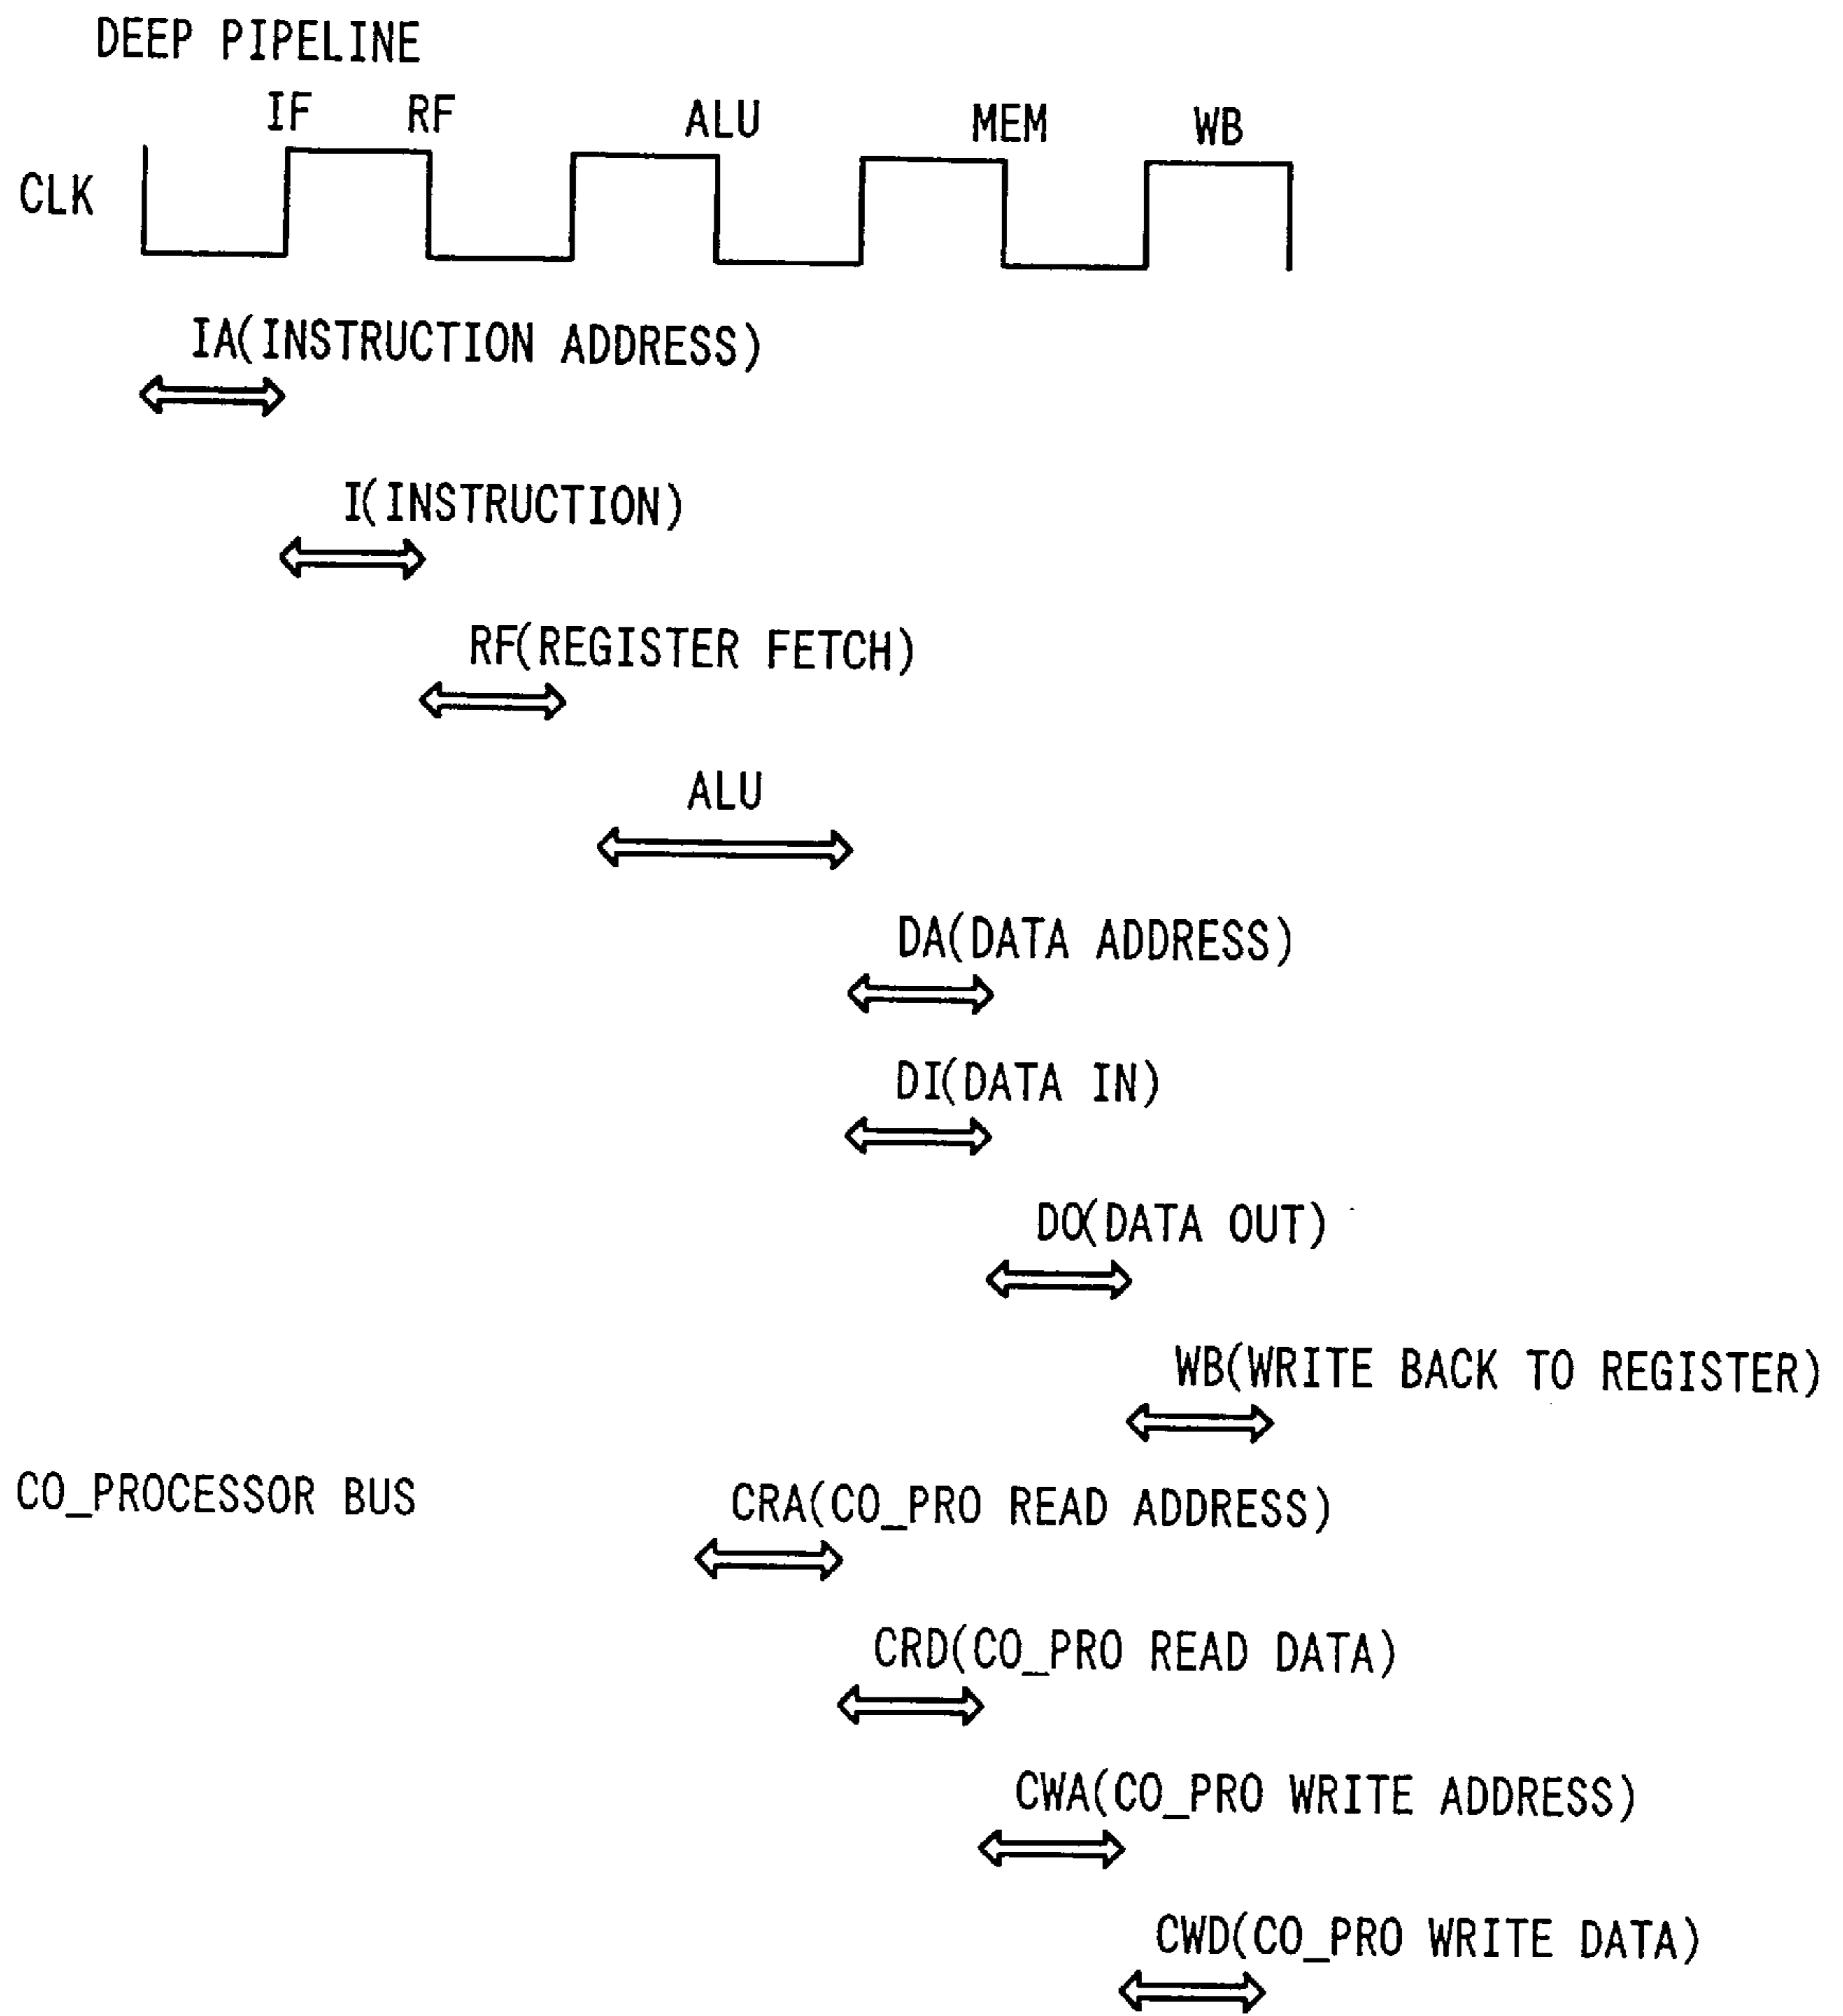 DEEP PIPELINE
IF RF ALU MEM WB
CLK
IA(INSTRUCTION ADDRESS)
I(INSTRUCTION)
RF(REGISTER FETCH)
ALU
DA(DATA ADDRESS)
DI(DATA IN)
DO(DATA OUT)
WB(WRITE BACK TO REGISTER)
CO_PROCESSOR BUS CRA(CO_PRO READ ADDRESS)
CRD(CO_PRO READ DATA)
CWA(CO_PRO WRITE ADDRESS)
CWD(CO_PRO WRITE DATA)